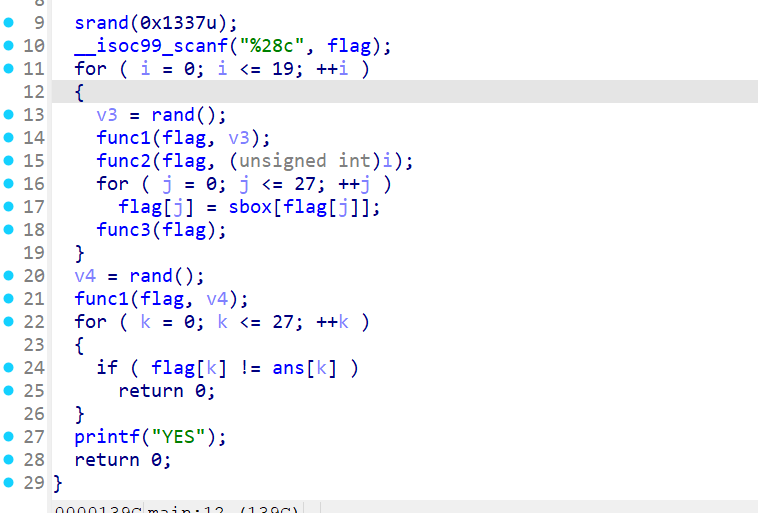 9 srand(0x1337u);
10 __isoc99_scanf("%28c", flag);
11 for ( i = 0; i <= 19; ++i )
12 {
13 v3 = rand();
14 func1(flag, v3);
15 func2(flag, (unsigned int)i);
16 for ( j = 0; j <= 27; ++j )
17 flag[j] = sbox[flag[j]];
18 func3(flag);
19 }
20 v4 = rand();
21 func1(flag, v4);
22 for ( k = 0; k <= 27; ++k )
23 {
24 if ( flag[k] != ans[k] )
25 return 0;
26 }
27 printf("YES");
28 return 0;
29 }
0000139C main:12 (139C)